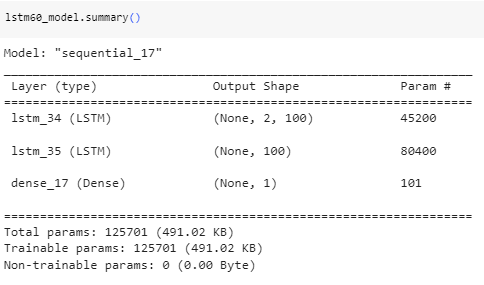 lstm60_model.summary()
Model: "sequential_17"
_________________________________________________________________
Layer (type) Output Shape Param #
=================================================================
lstm_34 (LSTM) (None, 2, 100) 45200
lstm_35 (LSTM) (None, 100) 80400
dense_17 (Dense) (None, 1) 101
=================================================================
Total params: 125701 (491.02 KB)
Trainable params: 125701 (491.02 KB)
Non-trainable params: 0 (0.00 Byte)